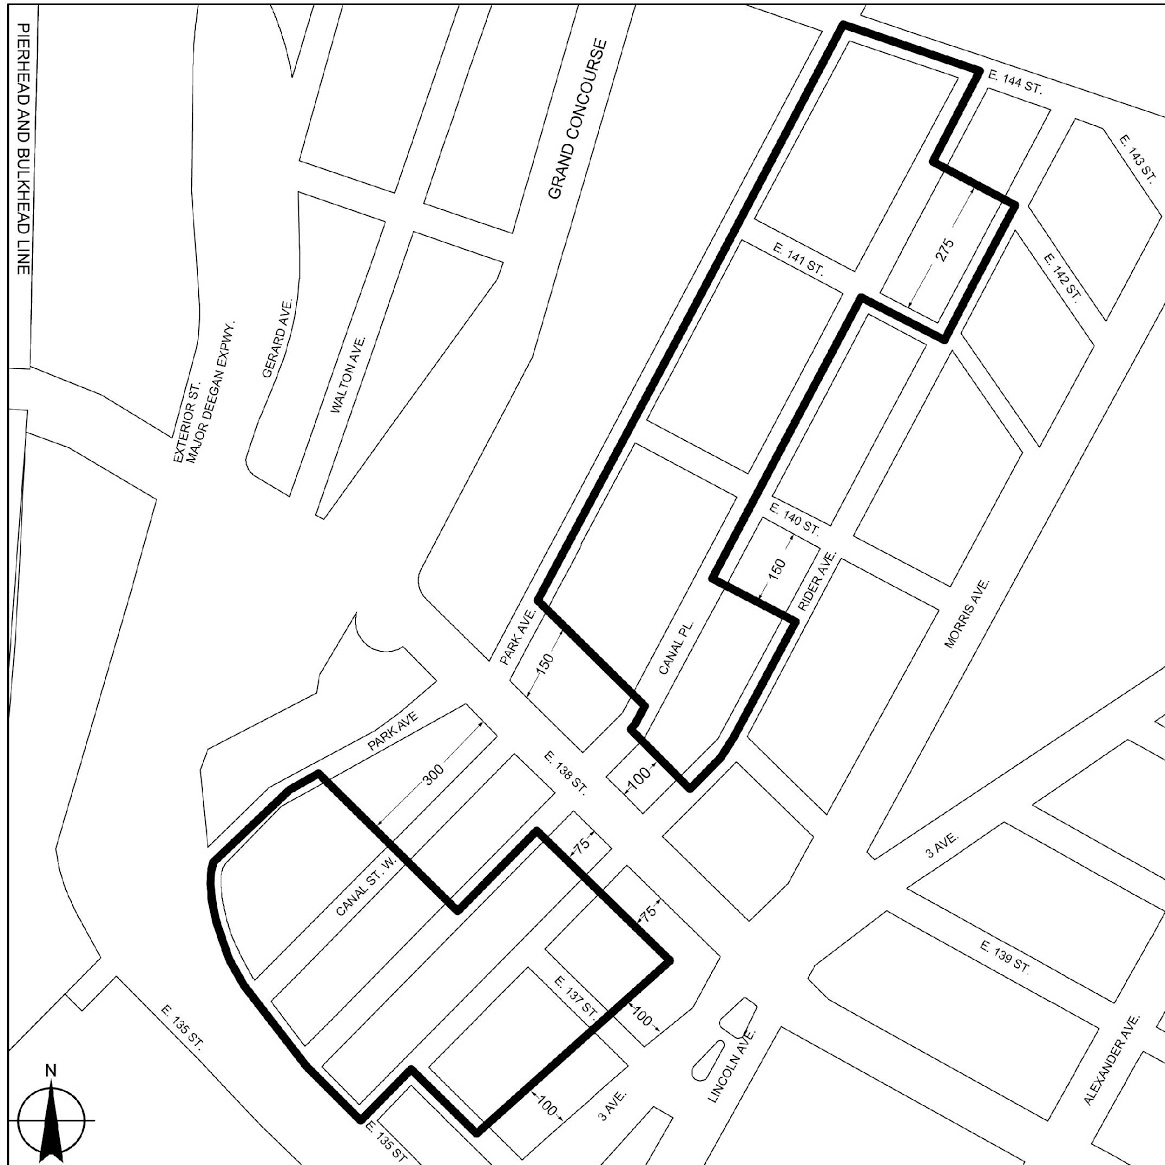 PIERHEAD AND BULKHEAD LINE
GRAND CONCOURSE
E. 144 ST.
E. 143 ST.
275
E. 141 ST.
E. 142 ST.
EXTERIOR ST.
MAJOR DEEGAN EXPWY.
GERARD AVE.
WALTON AVE.
E. 140 ST.
150
RIDER AVE.
MORRIS AVE.
PARK AVE.
150
CANAL PL.
PARK AVE
300
E. 138 ST.
100
75
3 AVE.
CANAL ST. W.
75
E. 139 ST.
E. 137 ST.
100
E. 135 ST.
LINCOLN AVE.
ALEXANDER AVE.
N
100
3 AVE.
E. 135 ST